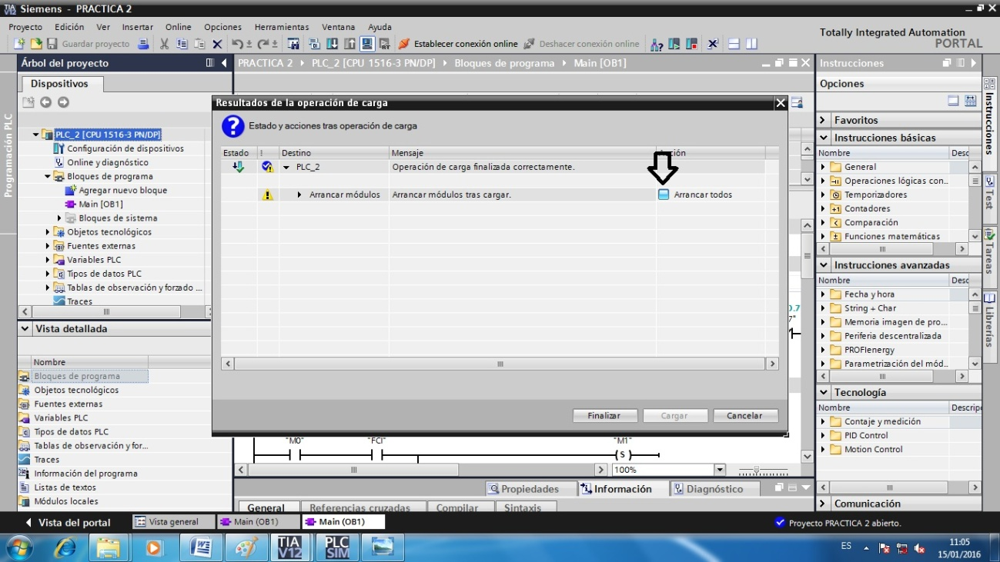 TIA V12 Siemens - PRACTICA 2
Proyecto Edición Ver Insertar Online Opciones Herramientas Ventana Ayuda
Totally Integrated Automation
PORTAL
Guardar proyecto Establecer conexión online Deshacer conexión online
Árbol del proyecto
PRACTICA 2 PLC_2 [CPU 1516-3 PN/DP] Bloques de programa Main [OB1]
Instrucciones
Dispositivos
Programación PLC
PLC_2 [CPU 1516-3 PN/DP]
Configuración de dispositivos
Online y diagnóstico
Bloques de programa
Agregar nuevo bloque
Main [OB1]
Bloques de sistema
Objetos tecnológicos
Fuentes externas
Variables PLC
Tipos de datos PLC
Tablas de observación y forzado ...
Traces
Vista detallada
Nombre
Bloques de programa
Objetos tecnológicos
Fuentes externas
Variables PLC
Tipos de datos PLC
Tablas de observación y for...
Traces
Información del programa
Listas de textos
Módulos locales
Resultados de la operación de carga
? Estado y acciones tras operación de carga
Estado ! Destino Mensaje
PLC_2 Operación de carga finalizada correctamente.
Arrancar módulos Arrancar módulos tras cargar. Arrancar todos
Finalizar Cargar Cancelar
"M0" "FCI" "M1"
S
100%
Propiedades Información Diagnóstico
General Referencias cruzadas Compilar Sintaxis
Opciones
Favoritos
Instrucciones básicas
Nombre Desc
General
Operaciones lógicas con..
Temporizadores
Contadores
Comparación
Funciones matemáticas
Instrucciones avanzadas
Nombre Desc
Fecha y hora
String + Char
Memoria imagen de pro...
Periferia descentralizada
PROFIenergy
Parametrización del mód..
Tecnología
Nombre Descrip
Contaje y medición
PID Control
Motion Control
Comunicación
Instrucciones
Test
Tareas
Librerías
Vista del portal Vista general Main (OB1) Main (OB1) Proyecto PRACTICA 2 abierto.
TIA V12 PLC SIM
ES
11:05
15/01/2016